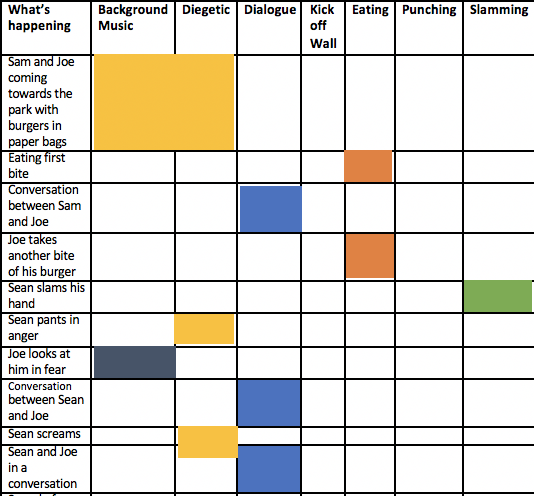 What's happening
Background Music
Diegetic
Dialogue
Kick off Wall
Eating
Punching
Slamming
Sam and Joe
coming
towards the
park with
burgers in
paper bags
Eating first
bite
Conversation
between Sam
and Joe
Joe takes
another bite
of his burger
Sean slams his
hand
Sean pants in
anger
Joe looks at
him in fear
Conversation
between Sean
and Joe
Sean screams
Sean and Joe
in a
conversation